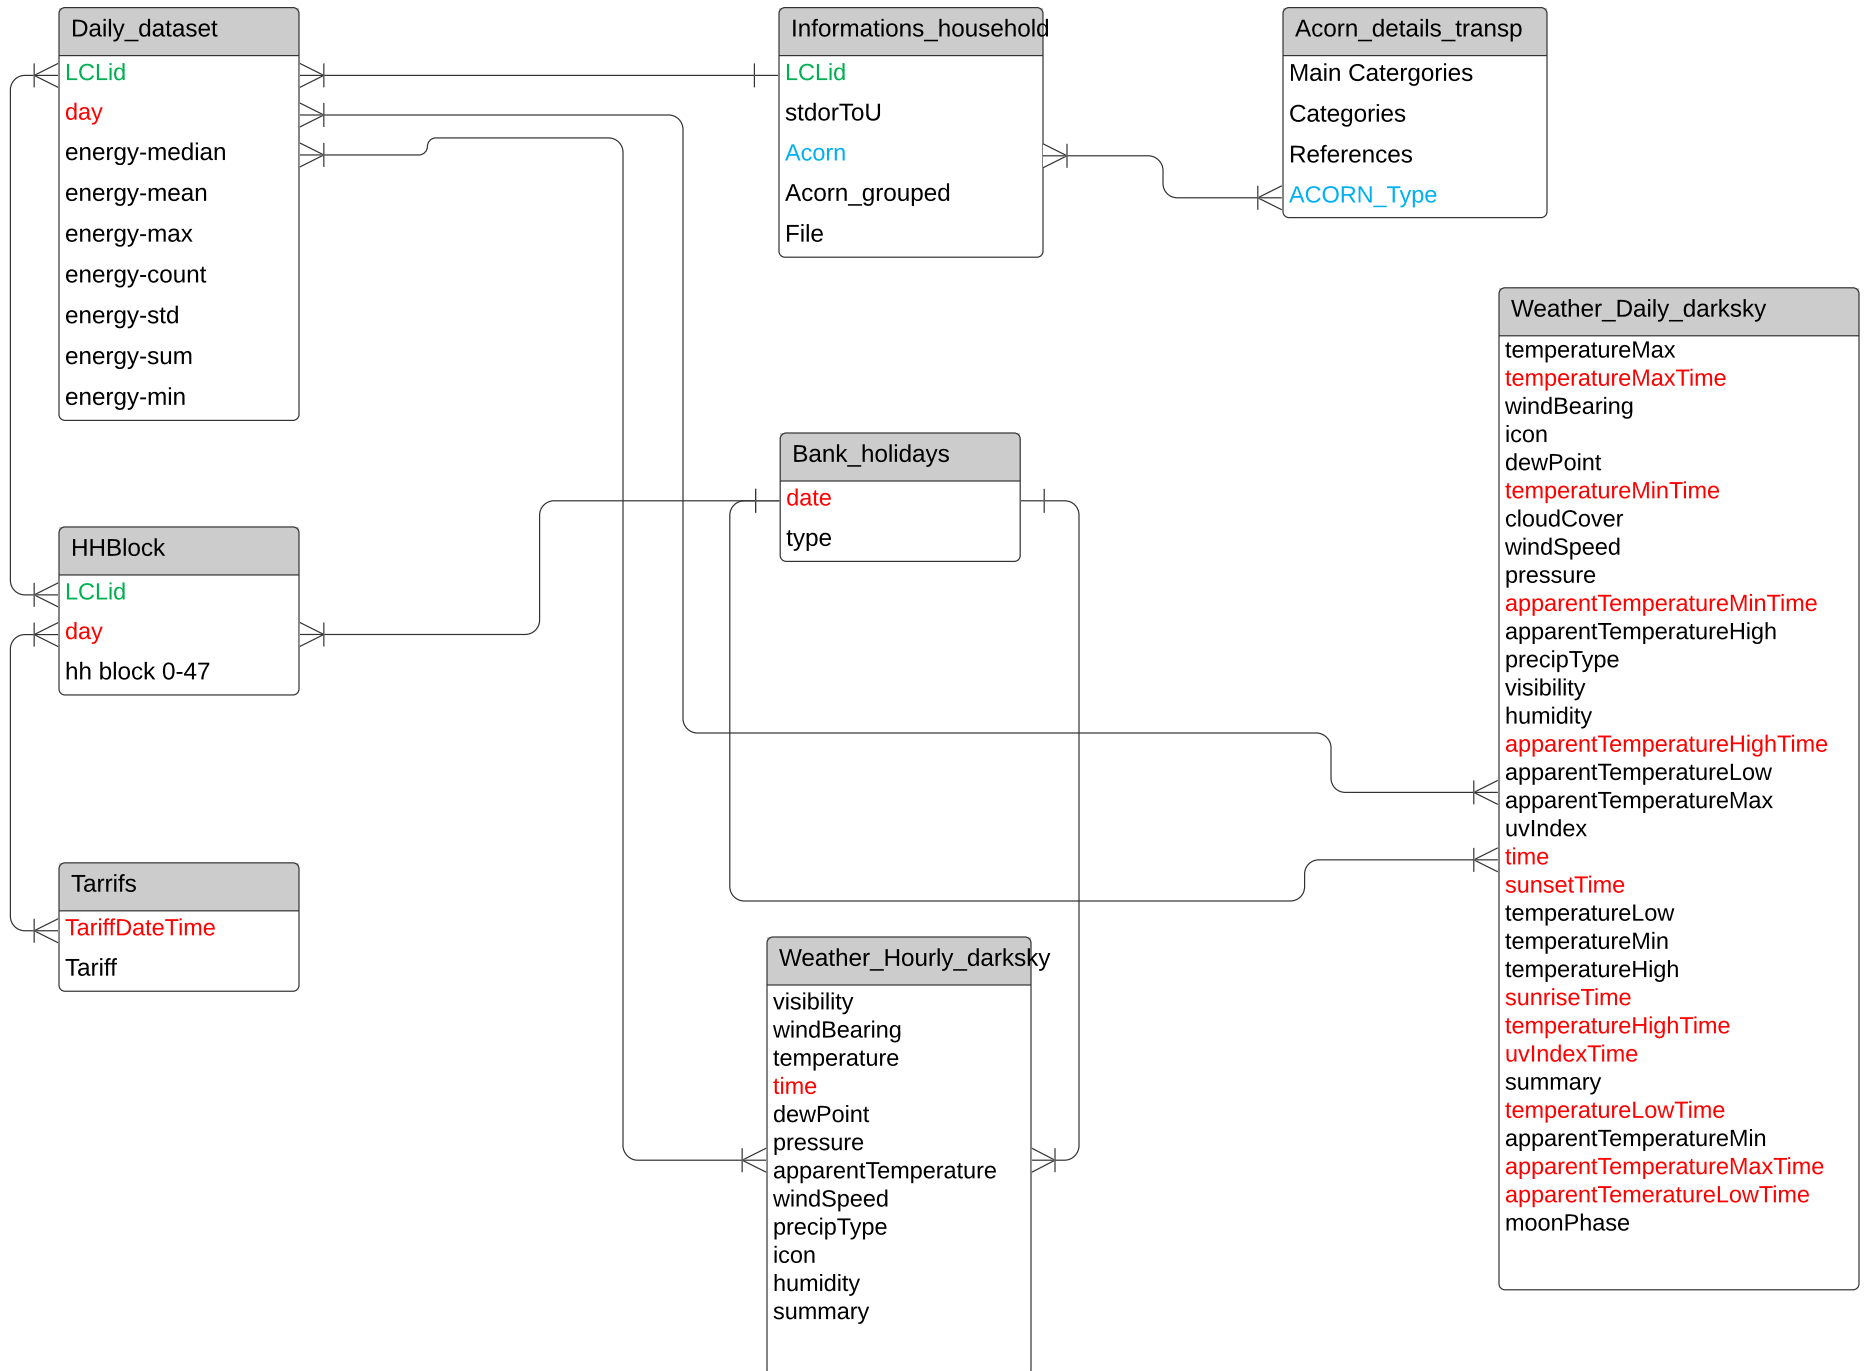 Daily_dataset
LCLid
day
energy-median
energy-mean
energy-max
energy-count
energy-std
energy-sum
energy-min
Informations_household
LCLid
stdorToU
Acorn
Acorn_grouped
File
Acorn_details_transp
Main Catergories
Categories
References
ACORN_Type
Weather_Daily_darksky
temperatureMax
temperatureMaxTime
windBearing
icon
dewPoint
temperatureMinTime
cloudCover
windSpeed
pressure
apparentTemperatureMinTime
apparentTemperatureHigh
precipType
visibility
humidity
apparentTemperatureHighTime
apparentTemperatureLow
apparentTemperatureMax
uvIndex
time
sunsetTime
temperatureLow
temperatureMin
temperatureHigh
sunriseTime
temperatureHighTime
uvIndexTime
summary
temperatureLowTime
apparentTemperatureMin
apparentTemperatureMaxTime
apparentTemeratureLowTime
moonPhase
Bank_holidays
date
type
HHBlock
LCLid
day
hh block 0-47
Tarrifs
TariffDateTime
Tariff
Weather_Hourly_darksky
visibility
windBearing
temperature
time
dewPoint
pressure
apparentTemperature
windSpeed
precipType
icon
humidity
summary